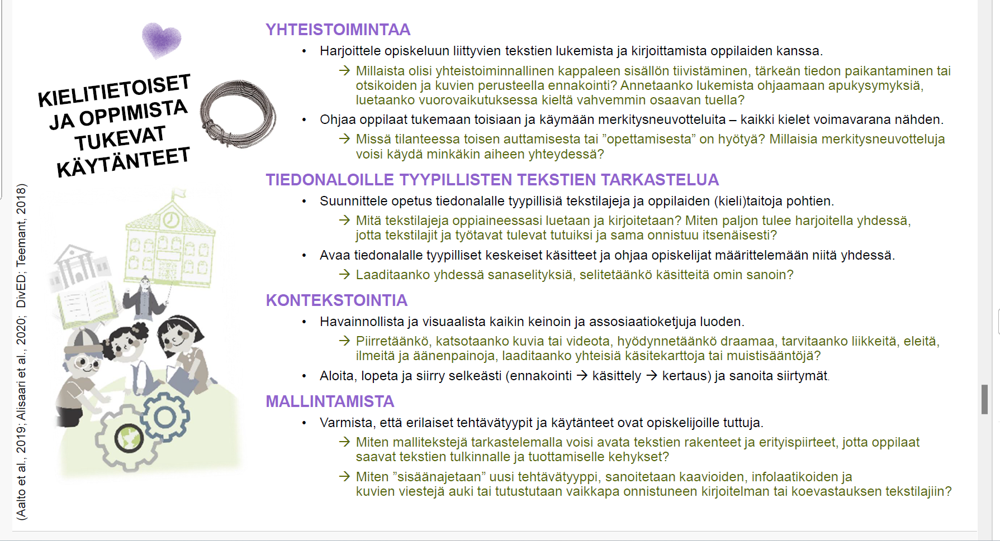 KIELITIETOISET
JA OPPIMISTA
TUKEVAT
KÄYTÄNTEET
(Aalto et al., 2019; Alisaari et al., 2020; DivED; Teemant, 2018)
YHTEISTOIMINTAA
• Harjoittele opiskeluun liittyvien tekstien lukemista ja kirjoittamista oppilaiden kanssa.
→ Millaista olisi yhteistoiminnallinen kappaleen sisällön tiivistäminen, tärkeän tiedon paikantaminen tai
otsikoiden ja kuvien perusteella ennakointi? Annetaanko lukemista ohjaamaan apukysymyksiä,
luetaanko vuorovaikutuksessa kieltä vahvemmin osaavan tuella?
• Ohjaa oppilaat tukemaan toisiaan ja käymään merkitysneuvotteluita – kaikki kielet voimavarana nähden.
→ Missä tilanteessa toisen auttamisesta tai ”opettamisesta” on hyötyä? Millaisia merkitysneuvotteluja
voisi käydä minkäkin aiheen yhteydessä?
TIEDONALOILLE TYYPILLISTEN TEKSTIEN TARKASTELUA
• Suunnittele opetus tiedonalalle tyypillisiä tekstilajeja ja oppilaiden (kieli)taitoja pohtien.
→ Mitä tekstilajeja oppiaineessasi luetaan ja kirjoitetaan? Miten paljon tulee harjoitella yhdessä,
jotta tekstilajit ja työtavat tulevat tutuiksi ja sama onnistuu itsenäisesti?
• Avaa tiedonalalle tyypilliset keskeiset käsitteet ja ohjaa opiskelijat määrittelemään niitä yhdessä.
→ Laaditaanko yhdessä sanaselityksiä, selitetäänkö käsitteitä omin sanoin?
KONTEKSTOINTIA
• Havainnollista ja visuaalista kaikin keinoin ja assosiaatioketjuja luoden.
→ Piirretäänkö, katsotaanko kuvia tai videota, hyödynnetäänkö draamaa, tarvitaanko liikkeitä, eleitä,
ilmeitä ja äänenpainoja, laaditaanko yhteisiä käsitekarttoja tai muistisääntöjä?
• Aloita, lopeta ja siirry selkeästi (ennakointi → käsittely → kertaus) ja sanoita siirtymät.
MALLINTAMISTA
• Varmista, että erilaiset tehtävätyypit ja käytänteet ovat opiskelijoille tuttuja.
→ Miten mallitekstejä tarkastelemalla voisi avata tekstien rakenteet ja erityispiirteet, jotta oppilaat
saavat tekstien tulkinnalle ja tuottamiselle kehykset?
→ Miten ”sisäänajetaan” uusi tehtävätyyppi, sanoitetaan kaavioiden, infolaatikoiden ja
kuvien viestejä auki tai tutustutaan vaikkapa onnistuneen kirjoitelman tai koevastauksen tekstilajiin?